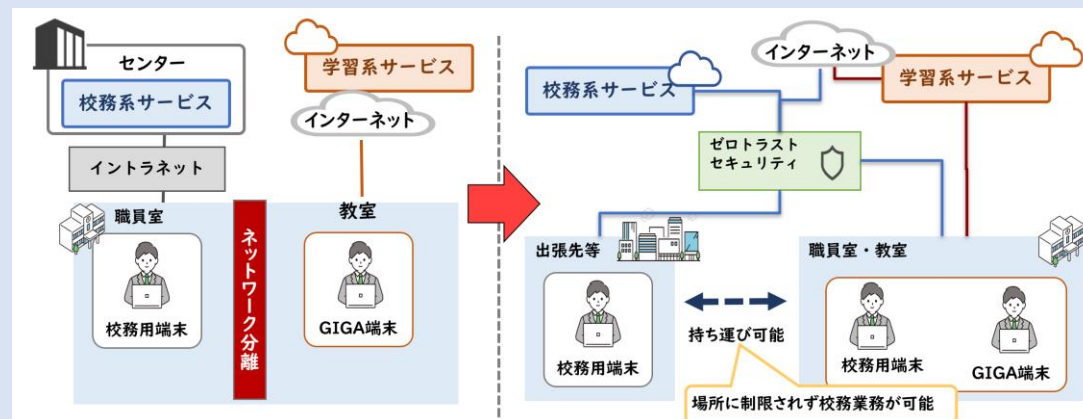 センター
校務系サービス
イントラネット
学習系サービス
インターネット
職員室
校務用端末
ネットワーク分離
教室
GIGA端末
インターネット
校務系サービス
学習系サービス
ゼロトラスト
セキュリティ
出張先等
校務用端末
持ち運び可能
職員室・教室
校務用端末
GIGA端末
場所に制限されず校務業務が可能